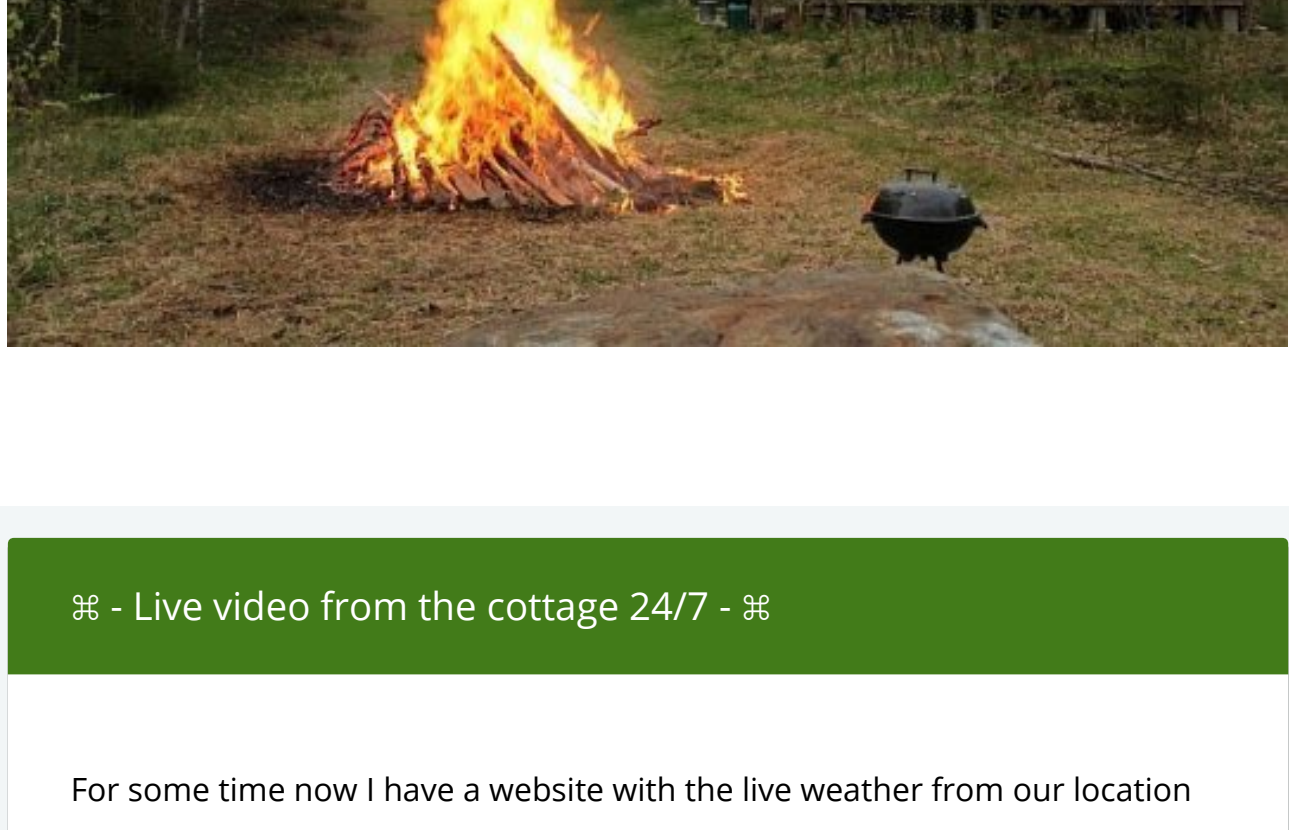 ⌘ - Live video from the cottage 24/7 - ⌘
For some time now I have a website with the live weather from our location